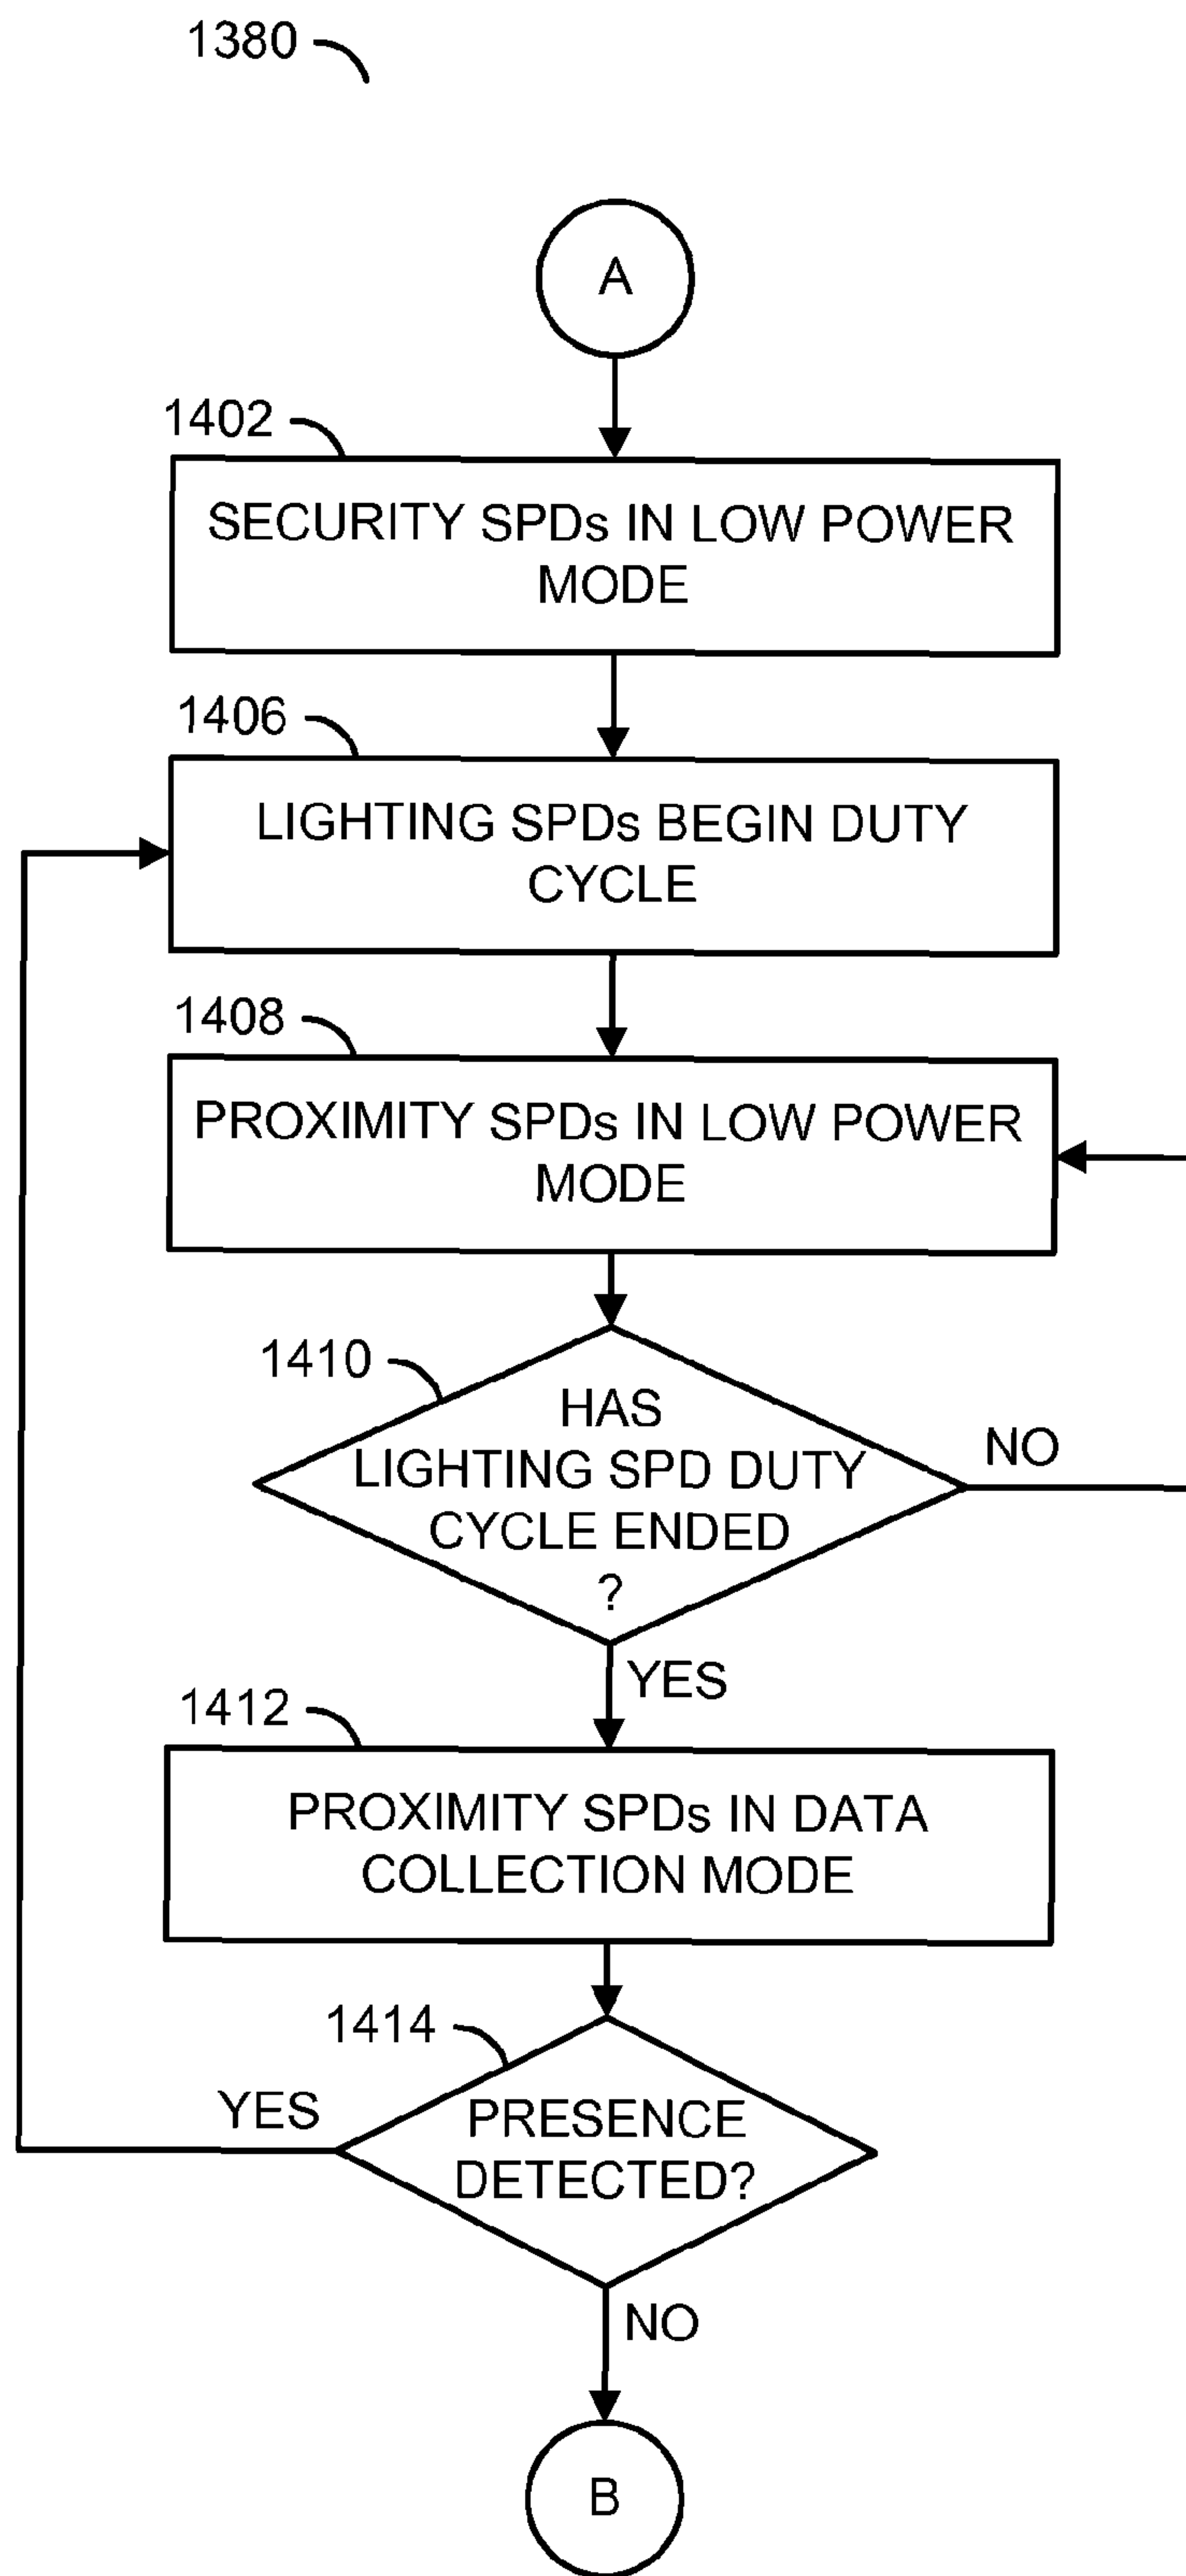 1380
A
1402
SECURITY SPDs IN LOW POWER
MODE
1406
LIGHTING SPDs BEGIN DUTY
CYCLE
1408
PROXIMITY SPDs IN LOW POWER
MODE
1410
HAS
LIGHTING SPD DUTY
CYCLE ENDED
?
NO
YES
1412
PROXIMITY SPDs IN DATA
COLLECTION MODE
1414
YES
PRESENCE
DETECTED?
NO
B